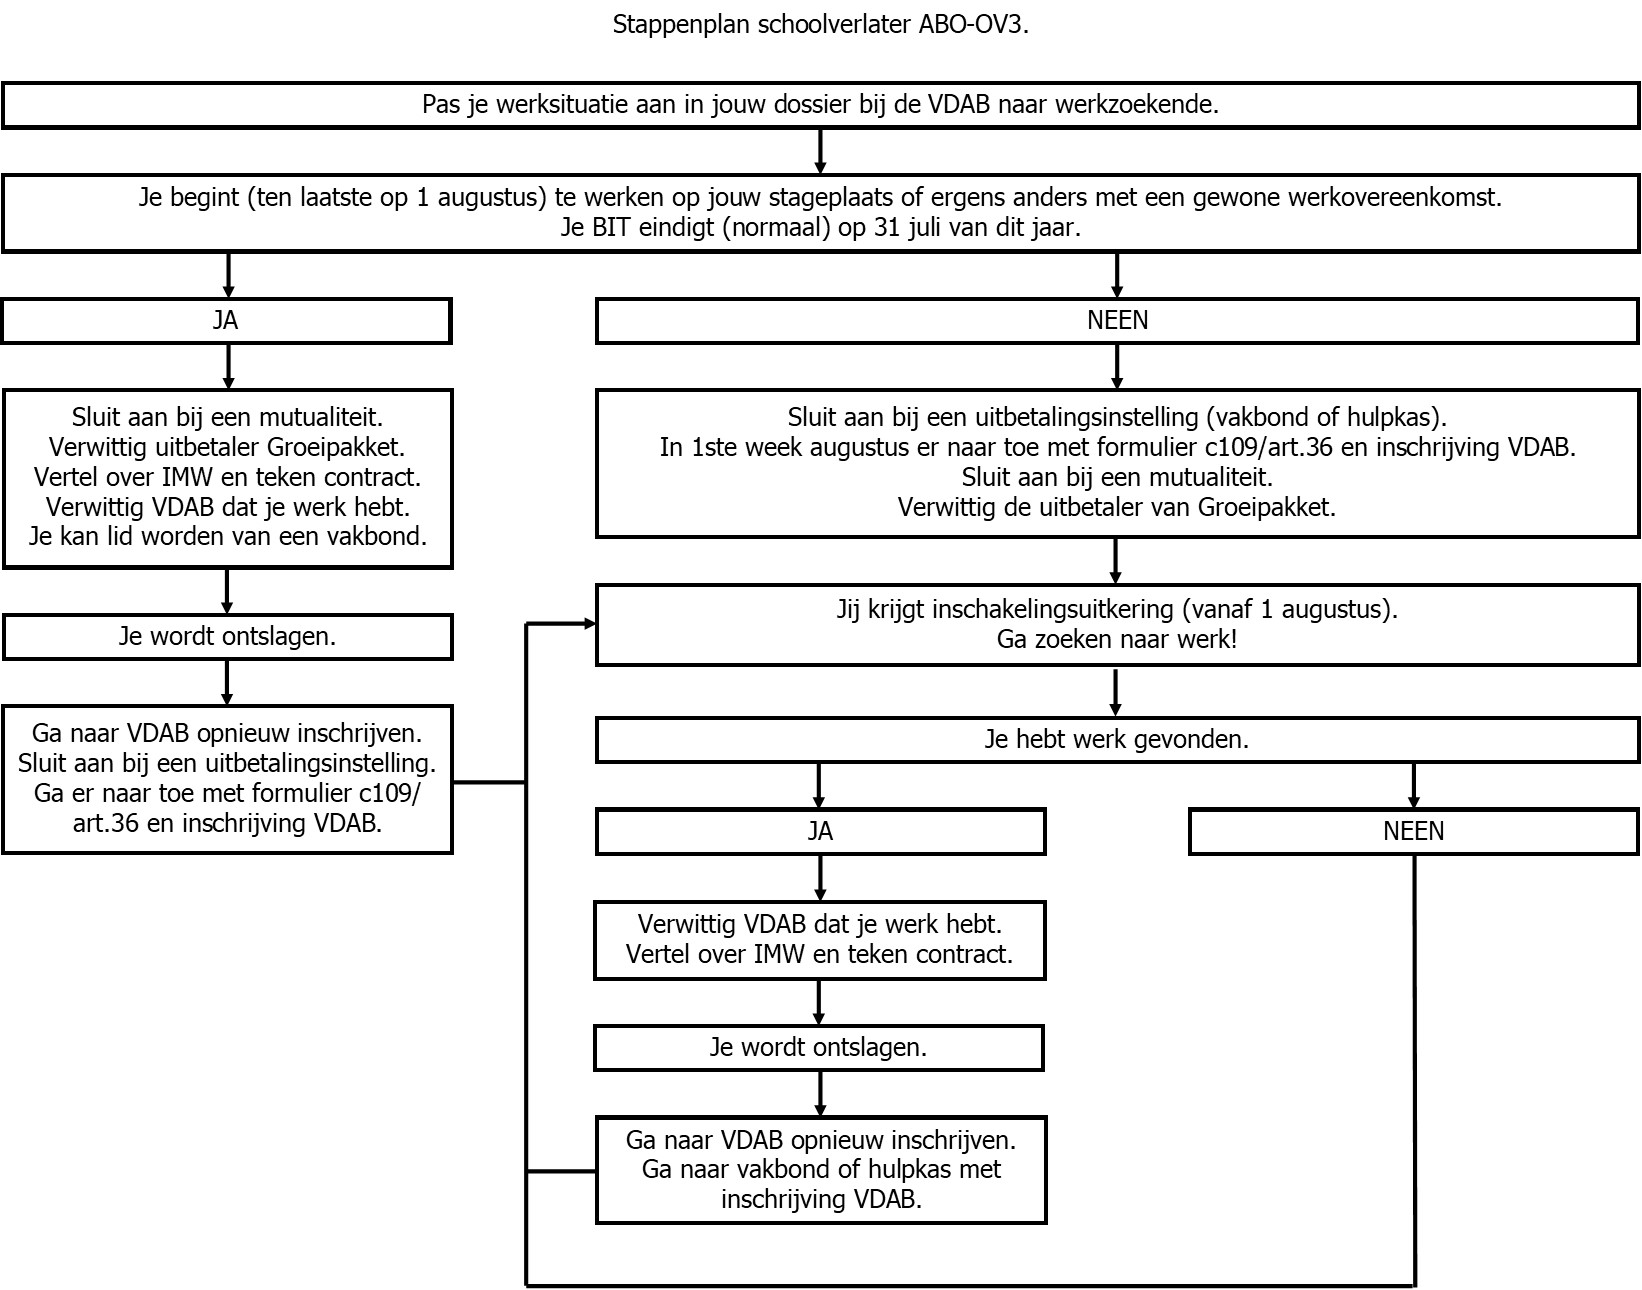 Stappenplan schoolverlater ABO-OV3.
Pas je werksituatie aan in jouw dossier bij de VDAB naar werkzoekende.
Je begint (ten laatste op 1 augustus) te werken op jouw stageplaats of ergens anders met een gewone werkovereenkomst.
Je BIT eindigt (normaal) op 31 juli van dit jaar.
JA
NEEN
Sluit aan bij een mutualiteit.
Verwittig uitbetaler Groeipakket.
Vertel over IMW en teken contract.
Verwittig VDAB dat je werk hebt.
Je kan lid worden van een vakbond.
Sluit aan bij een uitbetalingsinstelling (vakbond of hulpkas).
In 1ste week augustus er naar toe met formulier c109/art.36 en inschrijving VDAB.
Sluit aan bij een mutualiteit.
Verwittig de uitbetaler van Groeipakket.
Je wordt ontslagen.
Jij krijgt inschakelingsuitkering (vanaf 1 augustus).
Ga zoeken naar werk!
Ga naar VDAB opnieuw inschrijven.
Sluit aan bij een uitbetalingsinstelling.
Ga er naar toe met formulier c109/
art.36 en inschrijving VDAB.
Je hebt werk gevonden.
JA
NEEN
Verwittig VDAB dat je werk hebt.
Vertel over IMW en teken contract.
Je wordt ontslagen.
Ga naar VDAB opnieuw inschrijven.
Ga naar vakbond of hulpkas met
inschrijving VDAB.